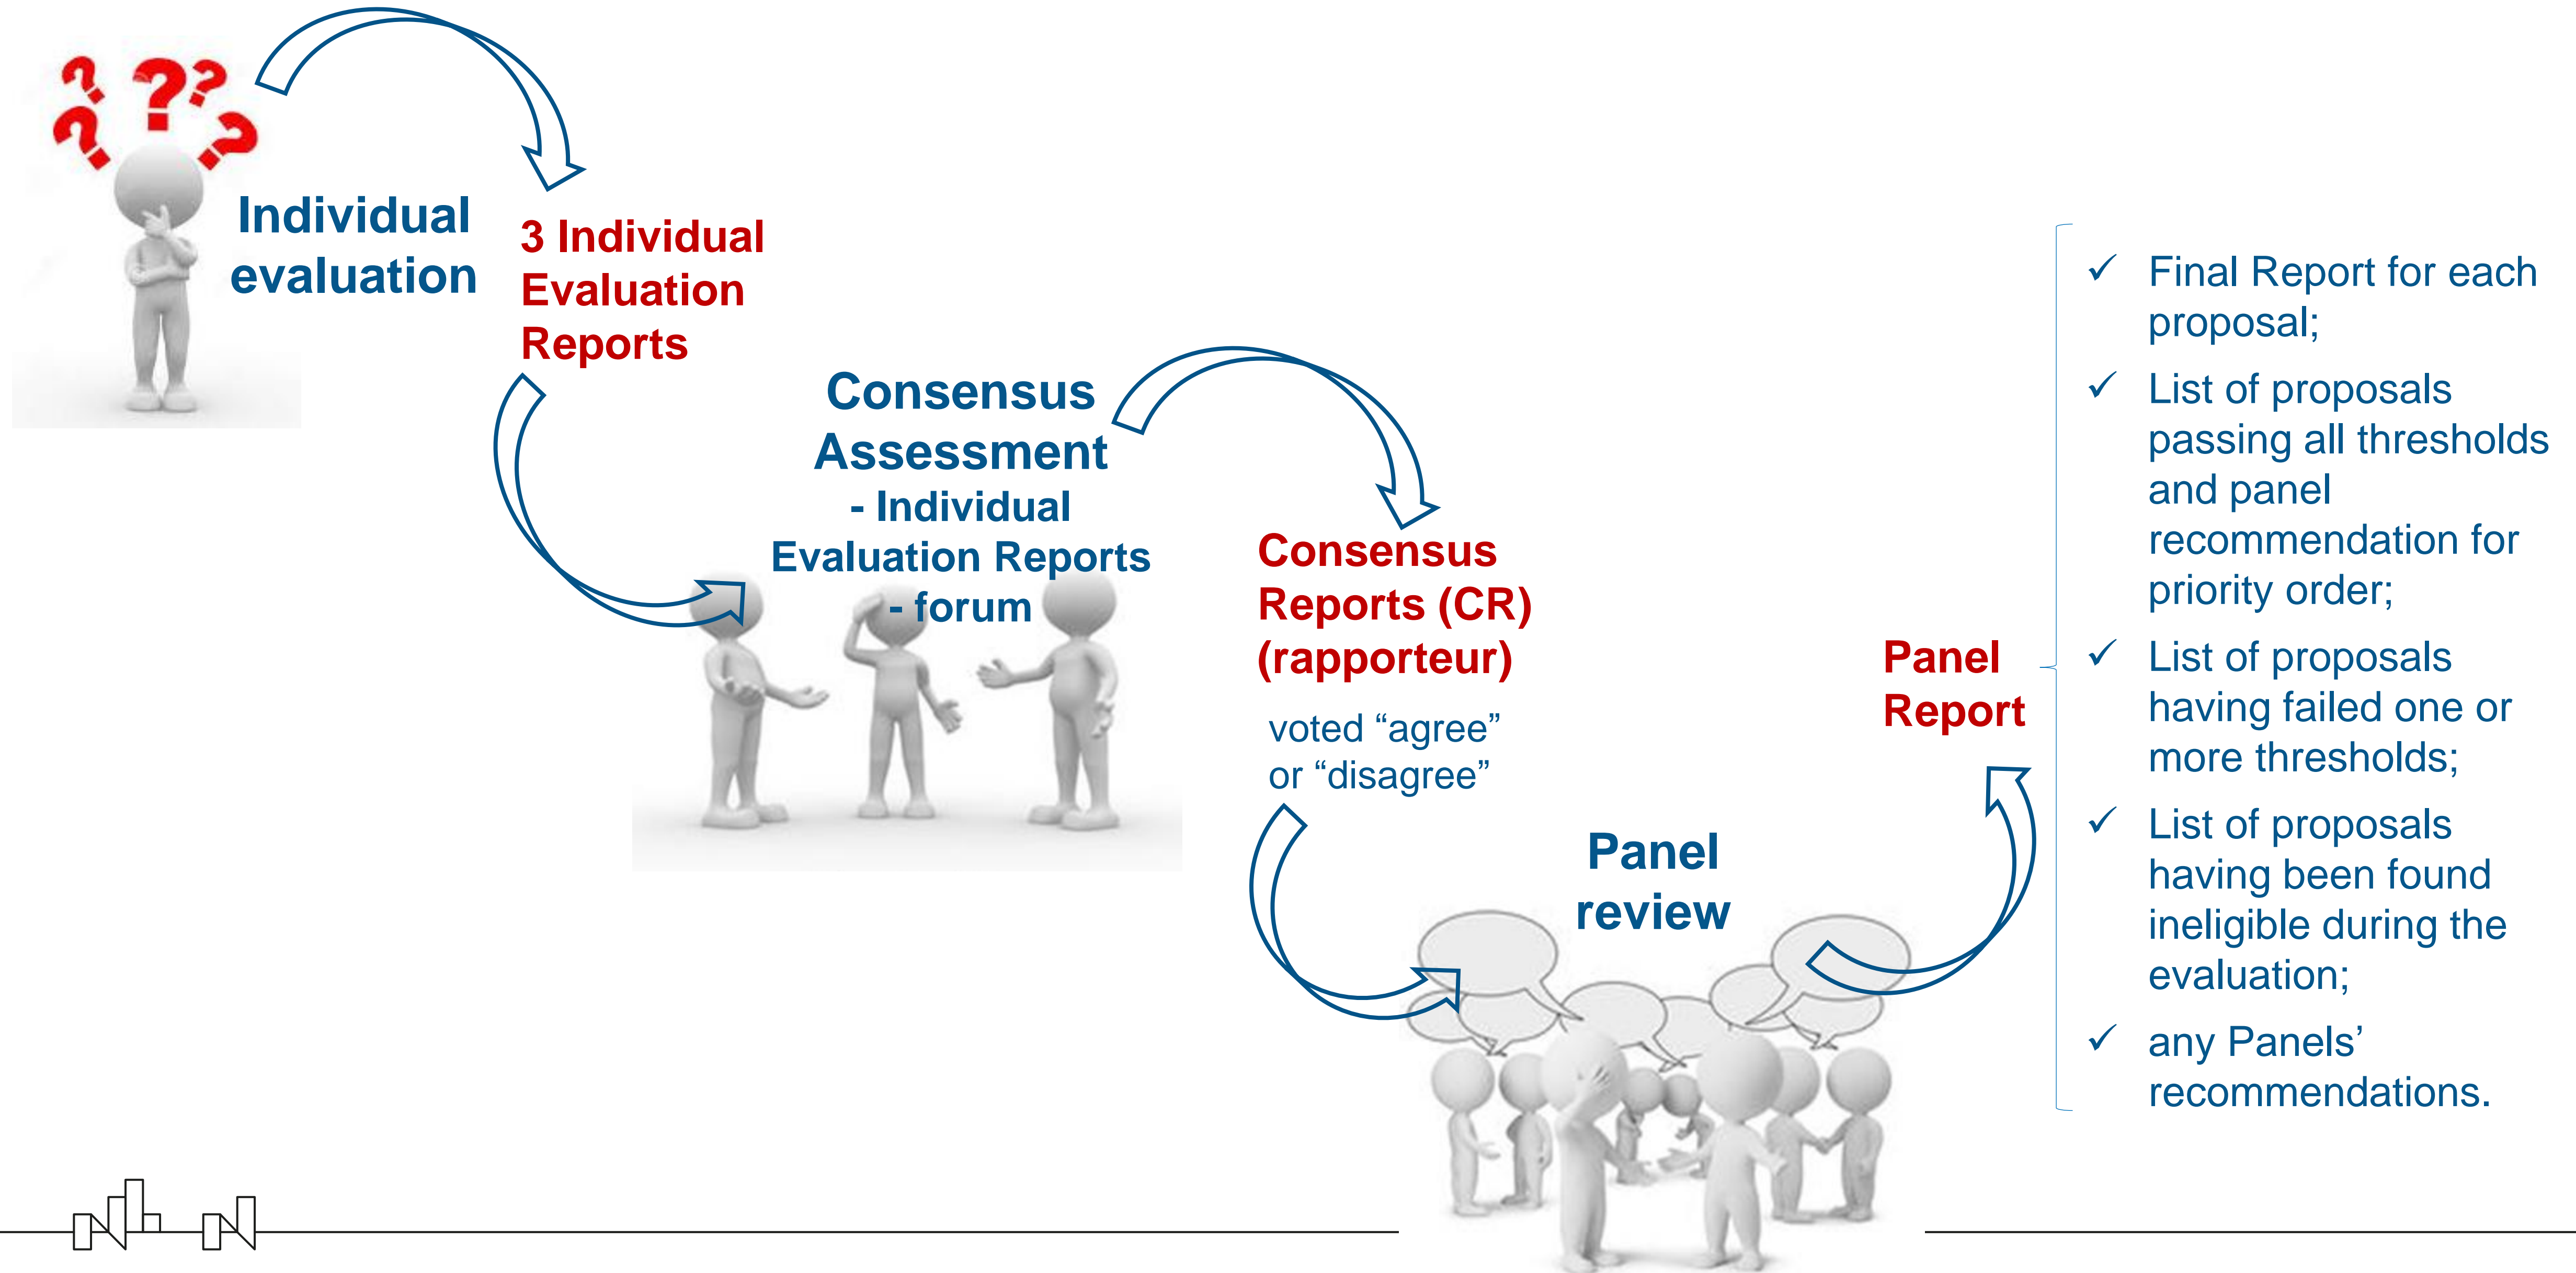 ? ? ? ? ?
Individual
evaluation
3 Individual
Evaluation
Reports
Consensus
Assessment
- Individual
Evaluation Reports
- forum
Consensus
Reports (CR)
(rapporteur)
voted “agree”
or “disagree”
Panel
review
Panel
Report
✓ Final Report for each
proposal;
✓ List of proposals
passing all thresholds
and panel
recommendation for
priority order;
✓ List of proposals
having failed one or
more thresholds;
✓ List of proposals
having been found
ineligible during the
evaluation;
✓ any Panels’
recommendations.